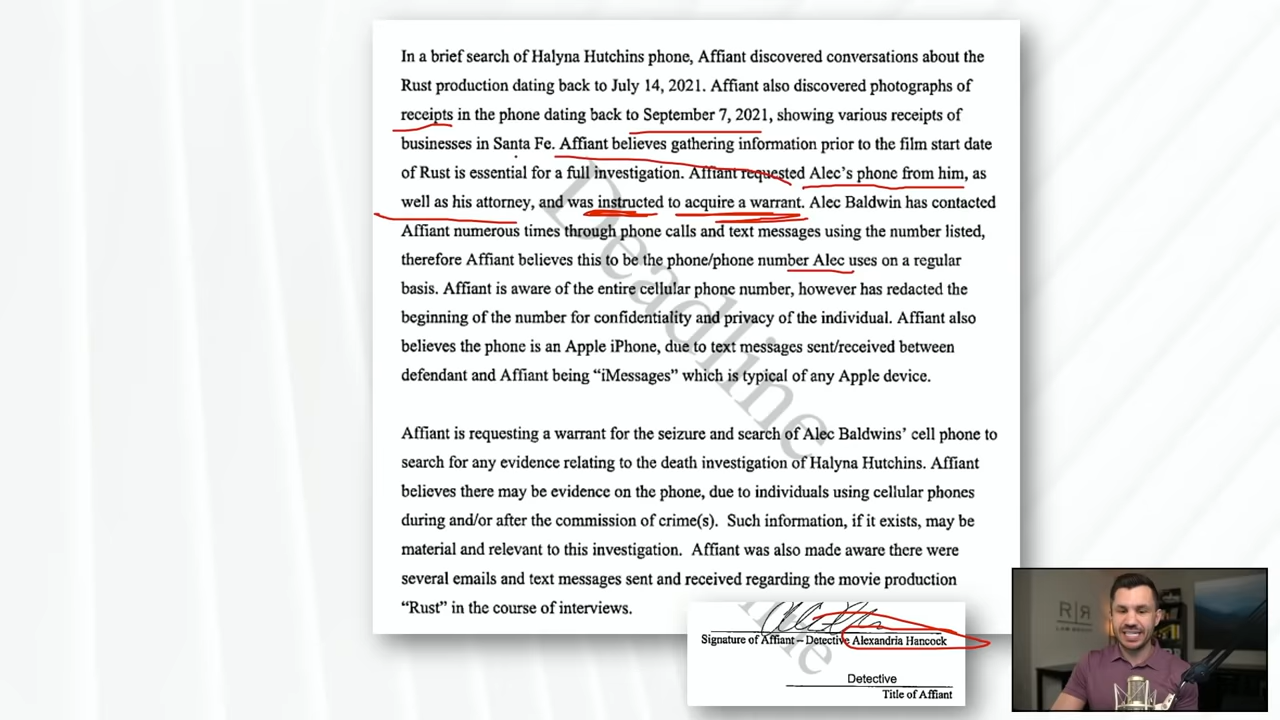 In a brief search of Halyna Hutchins phone, Affiant discovered conversations about the
Rust production dating back to July 14, 2021. Affiant also discovered photographs of
receipts in the phone dating back to September 7, 2021, showing various receipts of
businesses in Santa Fe. Affiant believes gathering information prior to the film start date
of Rust is essential for a full investigation. Affiant requested Alec's phone from him, as
well as his attorney, and was instructed to acquire a warrant. Alec Baldwin has contacted
Affiant numerous times through phone calls and text messages using the number listed,
therefore Affiant believes this to be the phone/phone number Alec uses on a regular
basis. Affiant is aware of the entire cellular phone number, however has redacted the
beginning of the number for confidentiality and privacy of the individual. Affiant also
believes the phone is an Apple iPhone, due to text messages sent/received between
defendant and Affiant being “iMessages” which is typical of any Apple device.
Affiant is requesting a warrant for the seizure and search of Alec Baldwins’ cell phone to
search for any evidence relating to the death investigation of Halyna Hutchins. Affiant
believes there may be evidence on the phone, due to individuals using cellular phones
during and/or after the commission of crime(s). Such information, if it exists, may be
material and relevant to this investigation. Affiant was also made aware there were
several emails and text messages sent and received regarding the movie production
“Rust” in the course of interviews.
Deadline
Signature of Affiant – Detective Alexandria Hancock
Detective
Title of Affiant
R|R
LAW GROUP